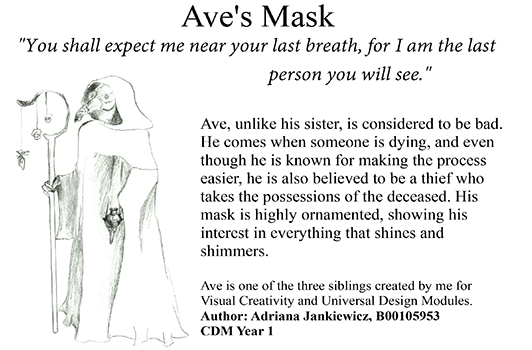 Ave's Mask
"You shall expect me near your last breath, for I am the last
person you will see."
Ave, unlike his sister, is considered to be bad.
He comes when someone is dying, and even
though he is known for making the process
easier, he is also believed to be a thief who
takes the possessions of the deceased. His
mask is highly ornamented, showing his
interest in everything that shines and
shimmers.
Ave is one of the three siblings created by me for
Visual Creativity and Universal Design Modules.
Author: Adriana Jankiewicz, B00105953
CDM Year 1